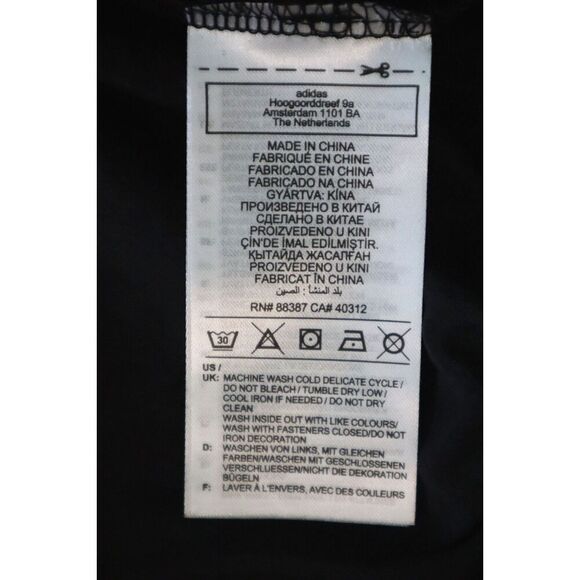 adidas
Hoogoorddreef 9a
Amsterdam 1101 BA
The Netherlands
MADE IN CHINA
FABRIQUÉ EN CHINE
FABRICADO EN CHINA
FABRICADO NA CHINA
GYÁRTVA: KÍNA
ПРОИЗВЕДЕНО В КИТАЙ
СДЕЛАНО В КИТАЕ
PROIZVEDENO U KINI
ÇİN'DE İMAL EDİLMİŞTİR.
ҚЫТАЙДА ЖАСАЛҒАН
PROIZVEDENO U KINI
FABRICAT ÎN CHINA
بلد المنشأ : الصين
RN# 88387 CA# 40312
30
US /
UK: MACHINE WASH COLD DELICATE CYCLE /
DO NOT BLEACH / TUMBLE DRY LOW /
COOL IRON IF NEEDED / DO NOT DRY
CLEAN
WASH INSIDE OUT WITH LIKE COLOURS/
WASH WITH FASTENERS CLOSED/DO NOT
IRON DECORATION
D: WASCHEN VON LINKS, MIT GLEICHEN
FARBEN/WASCHEN MIT GESCHLOSSENEN
VERSCHLUESSEN/NICHT DIE DEKORATION
BÜGELN
F: LAVER À L'ENVERS, AVEC DES COULEURS